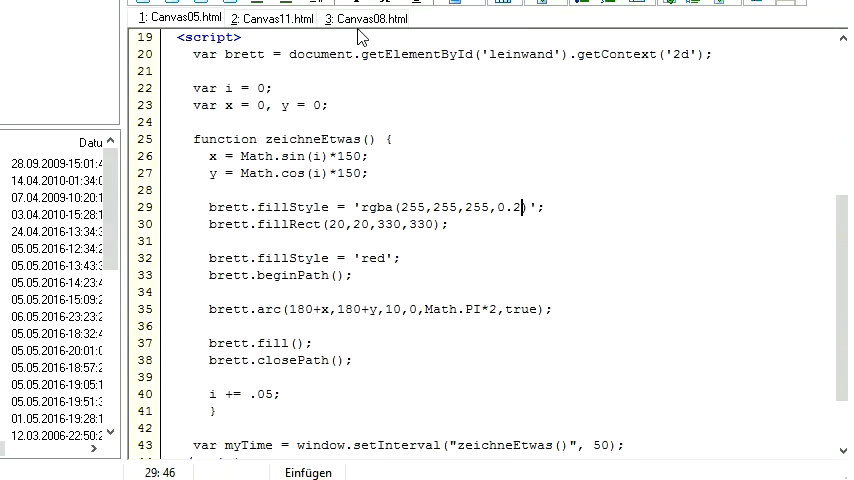 1: Canvas05.html 2: Canvas11.html 3: Canvas08.html
19 <script>
20 var brett = document.getElementById('leinwand').getContext('2d');
21
22 var i = 0;
23 var x = 0, y = 0;
24
25 function zeichneEtwas() {
26 x = Math.sin(i)*150;
27 y = Math.cos(i)*150;
28
29 brett.fillStyle = 'rgba(255,255,255,0.2)';
30 brett.fillRect(20,20,330,330);
31
32 brett.fillStyle = 'red';
33 brett.beginPath();
34
35 brett.arc(180+x,180+y,10,0,Math.PI*2,true);
36
37 brett.fill();
38 brett.closePath();
39
40 i += .05;
41 }
42
43 var myTime = window.setInterval("zeichneEtwas()", 50);
Datu
28.09.2009-15:01:4
14.04.2010-01:34:0
07.04.2009-10:20:1
03.04.2010-15:28:1
24.04.2016-13:34:3
05.05.2016-12:34:2
05.05.2016-13:43:3
05.05.2016-14:23:4
05.05.2016-15:09:2
06.05.2016-23:23:2
05.05.2016-18:32:4
05.05.2016-20:01:0
05.05.2016-18:57:2
05.05.2016-19:05:1
05.05.2016-19:51:3
01.05.2016-19:28:1
12.03.2006-22:50:2
29: 46 Einfügen